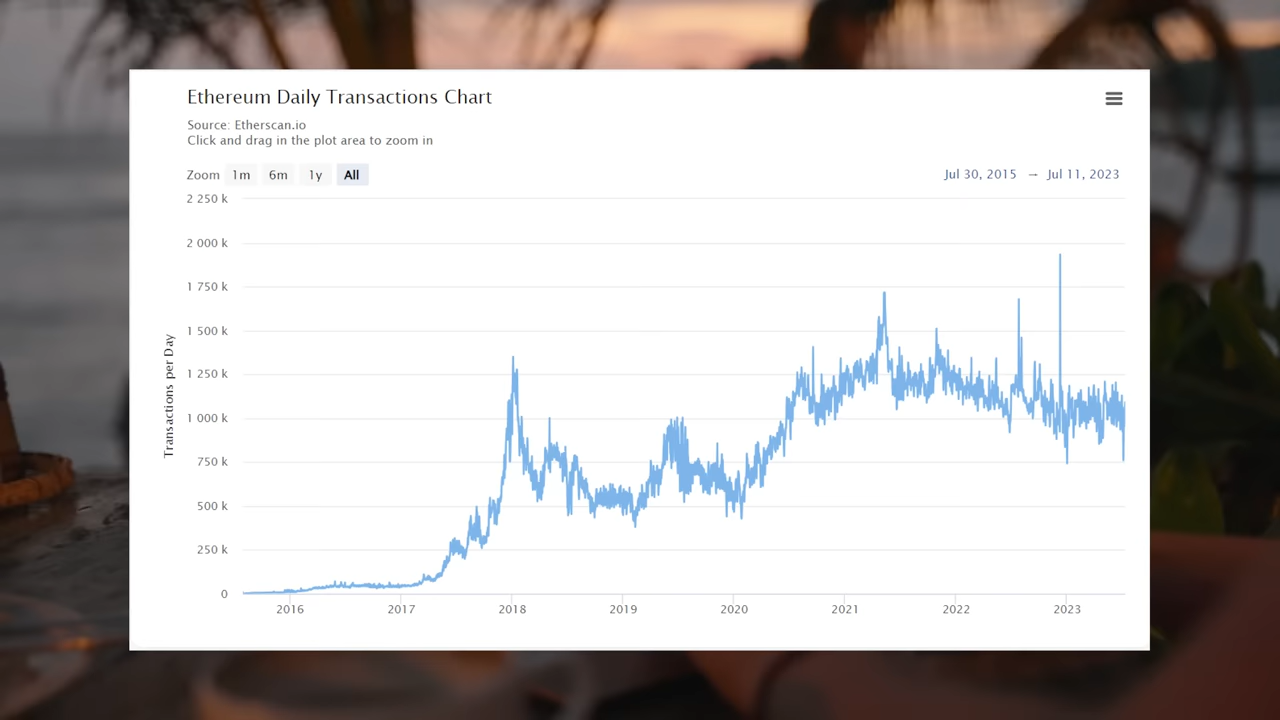 Ethereum Daily Transactions Chart
Source: Etherscan.io
Click and drag in the plot area to zoom in
Zoom 1m 6m 1y All
Jul 30, 2015 → Jul 11, 2023
2 250 k
2 000 k
1 750 k
1 500 k
1 250 k
1 000 k
750 k
500 k
250 k
0
Transactions per Day
2016 2017 2018 2019 2020 2021 2022 2023